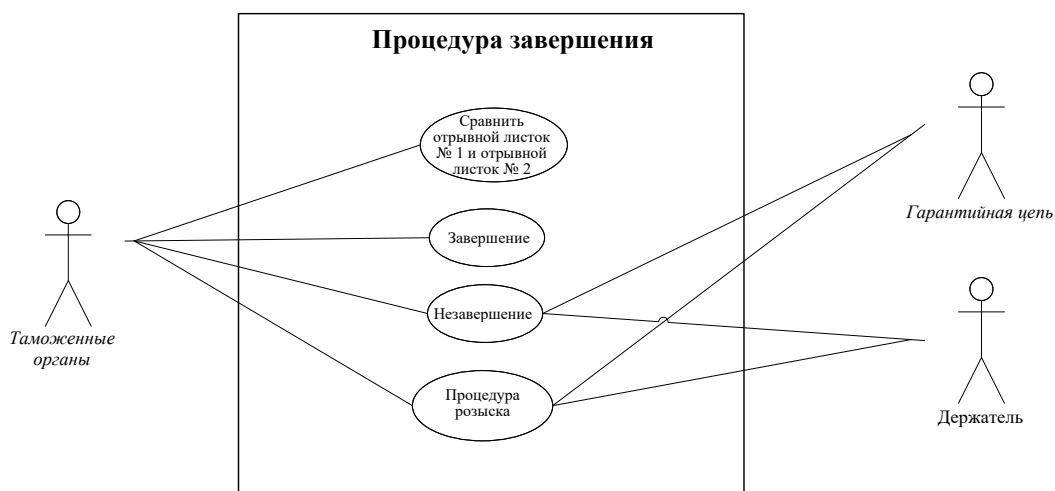 Процедура завершения
Сравнить
отрывной листок
№ 1 и отрывной
листок № 2
Завершение
Незавершение
Процедура
розыска
Таможенные
органы
Гарантийная цепь
Держатель